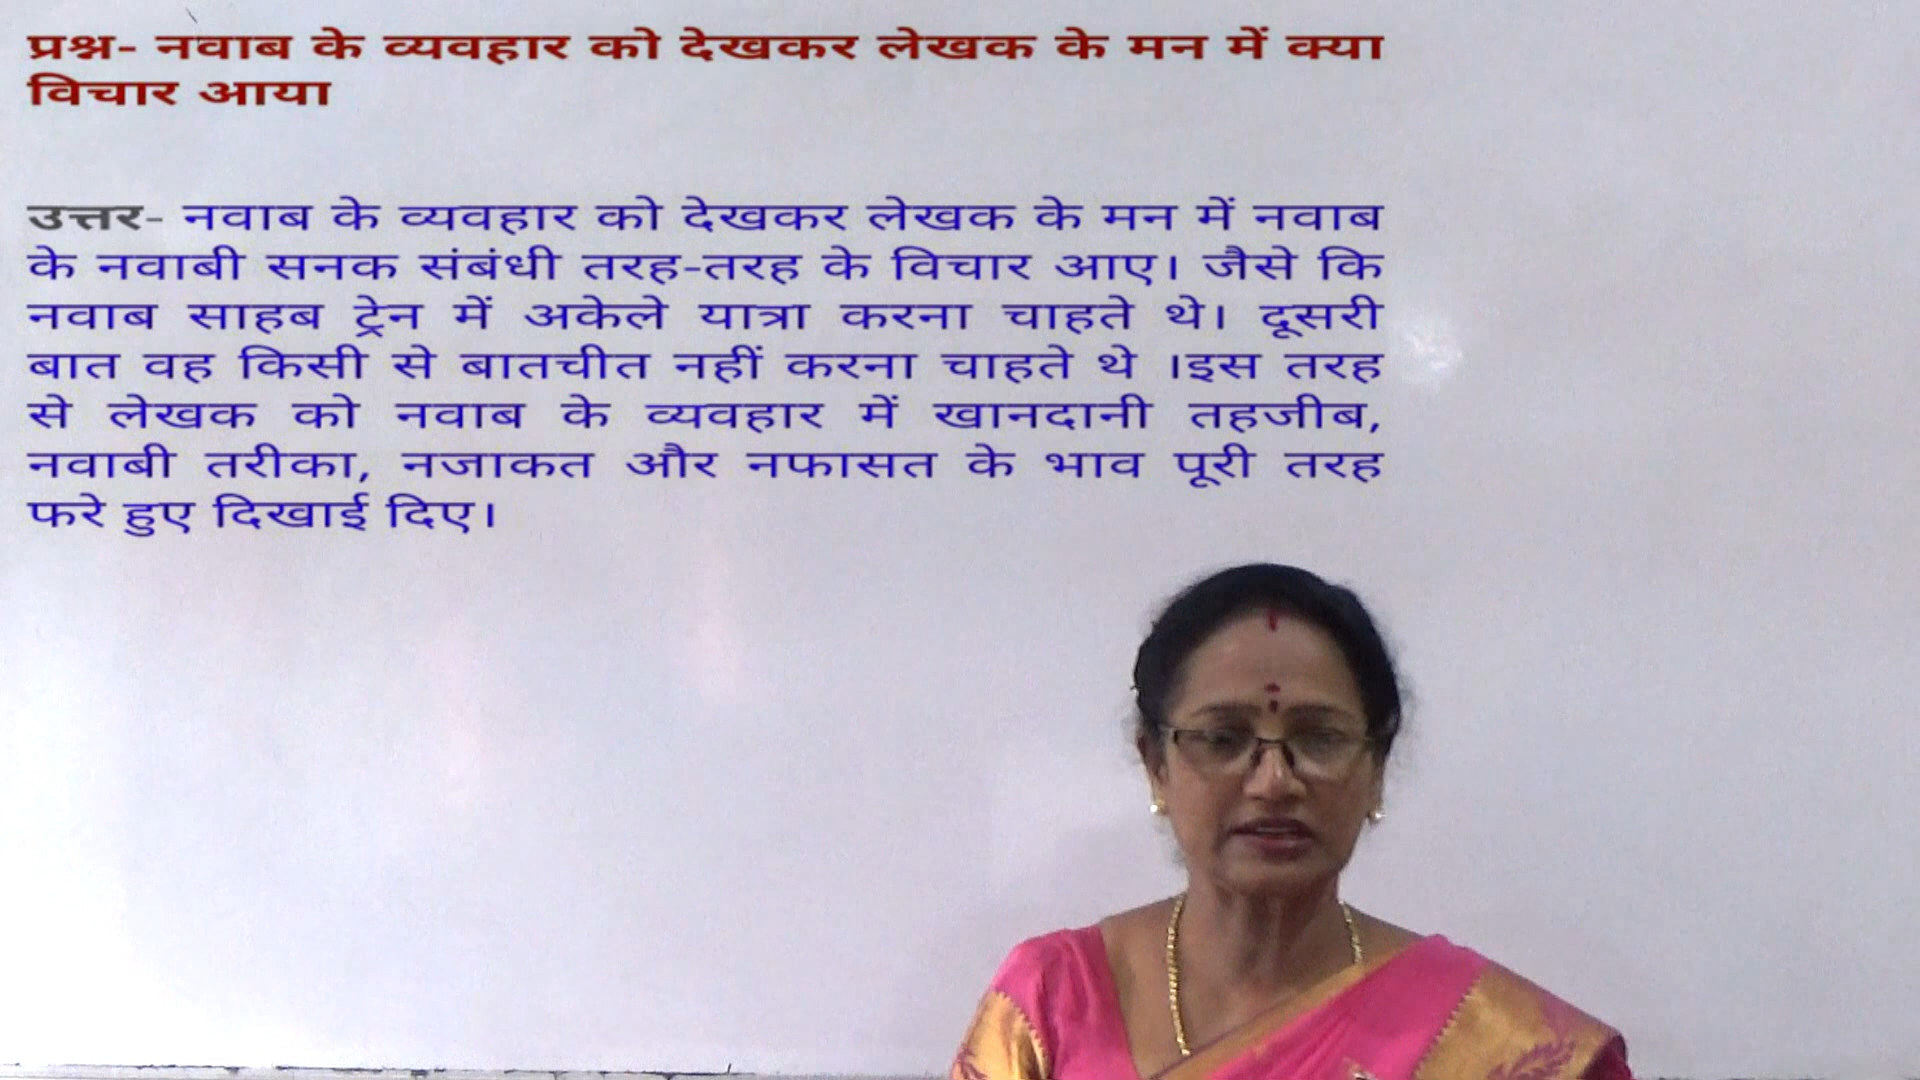 प्रश्न- नवाब के व्यवहार को देखकर लेखक के मन में क्या
विचार आया
उत्तर- नवाब के व्यवहार को देखकर लेखक के मन में नवाब
के नवाबी सनक संबंधी तरह-तरह के विचार आए। जैसे कि
नवाब साहब ट्रेन में अकेले यात्रा करना चाहते थे। दूसरी
बात वह किसी से बातचीत नहीं करना चाहते थे ।इस तरह
से लेखक को नवाब के व्यवहार में खानदानी तहजीब,
नवाबी तरीका, नजाकत और नफासत के भाव पूरी तरह
फरे हुए दिखाई दिए।